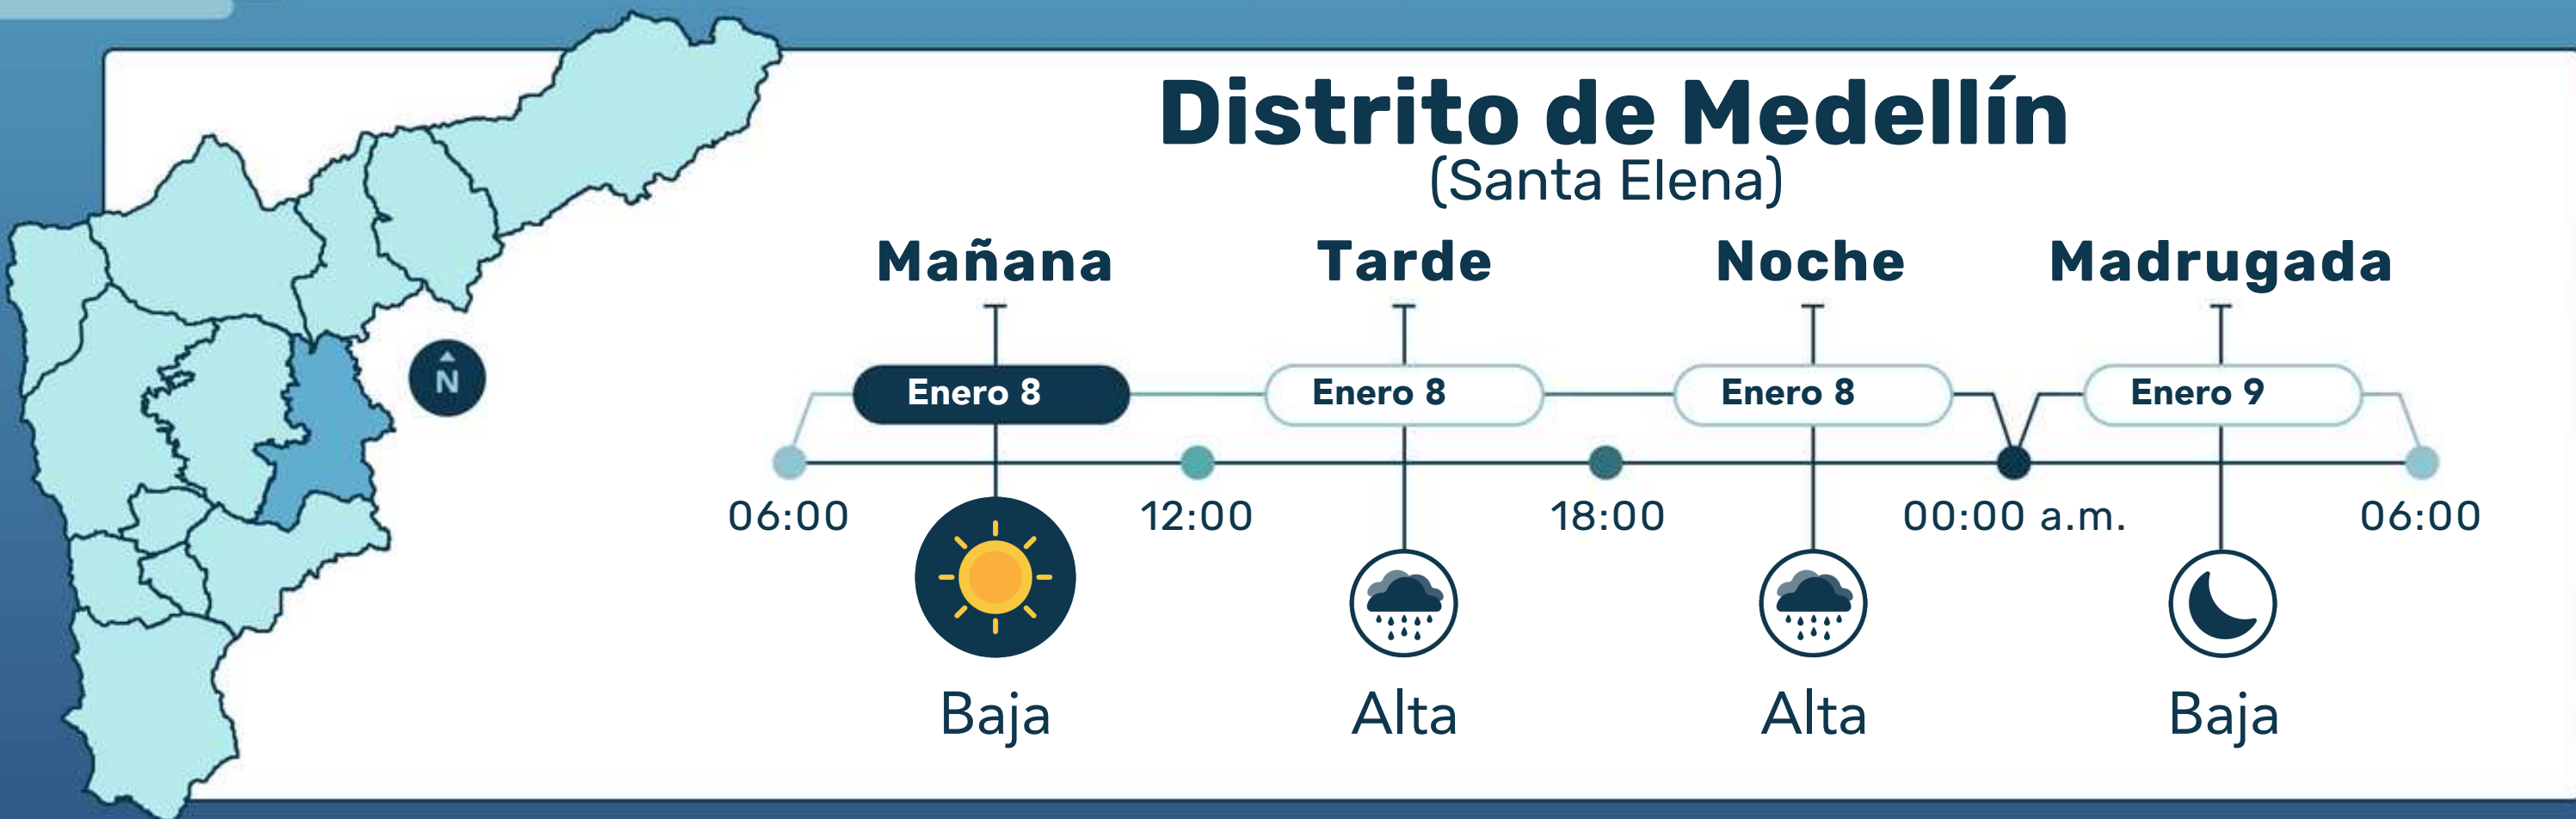 Distrito de Medellín
(Santa Elena)
Mañana Tarde Noche Madrugada
Enero 8 Enero 8 Enero 8 Enero 9
N
06:00 12:00 18:00 00:00 a.m. 06:00
Baja Alta Alta Baja